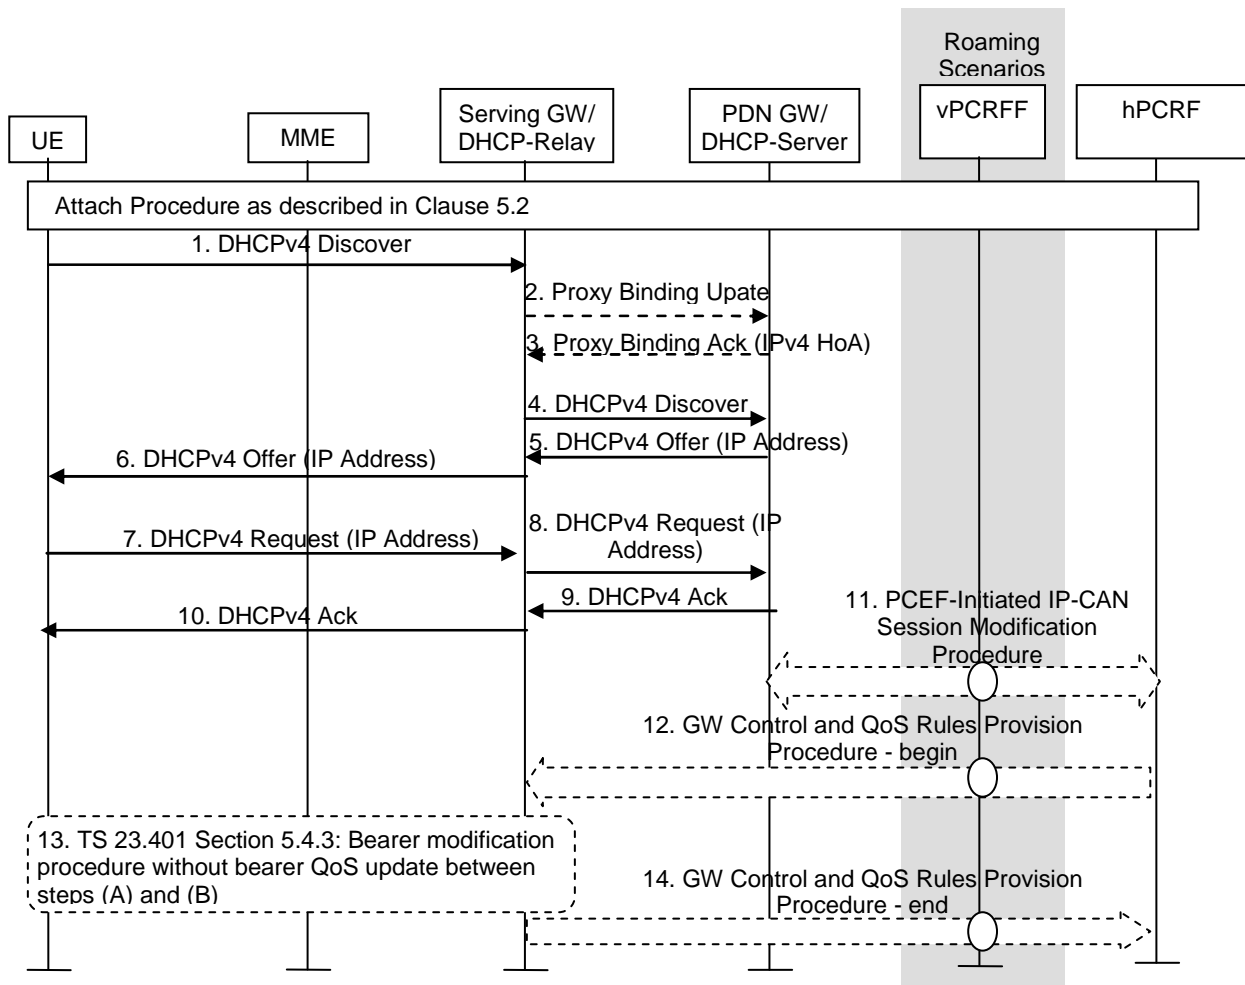 Roaming
Scenarios
UE
MME
Serving GW/
DHCP-Relay
PDN GW/
DHCP-Server
vPCRFF
hPCRF
Attach Procedure as described in Clause 5.2
1. DHCPv4 Discover
2. Proxy Binding Upate
3. Proxy Binding Ack (IPv4 HoA)
4. DHCPv4 Discover
5. DHCPv4 Offer (IP Address)
6. DHCPv4 Offer (IP Address)
7. DHCPv4 Request (IP Address)
8. DHCPv4 Request (IP
Address)
9. DHCPv4 Ack
10. DHCPv4 Ack
11. PCEF-Initiated IP-CAN
Session Modification
Procedure
12. GW Control and QoS Rules Provision
Procedure - begin
13. TS 23.401 Section 5.4.3: Bearer modification
procedure without bearer QoS update between
steps (A) and (B)
14. GW Control and QoS Rules Provision
Procedure - end